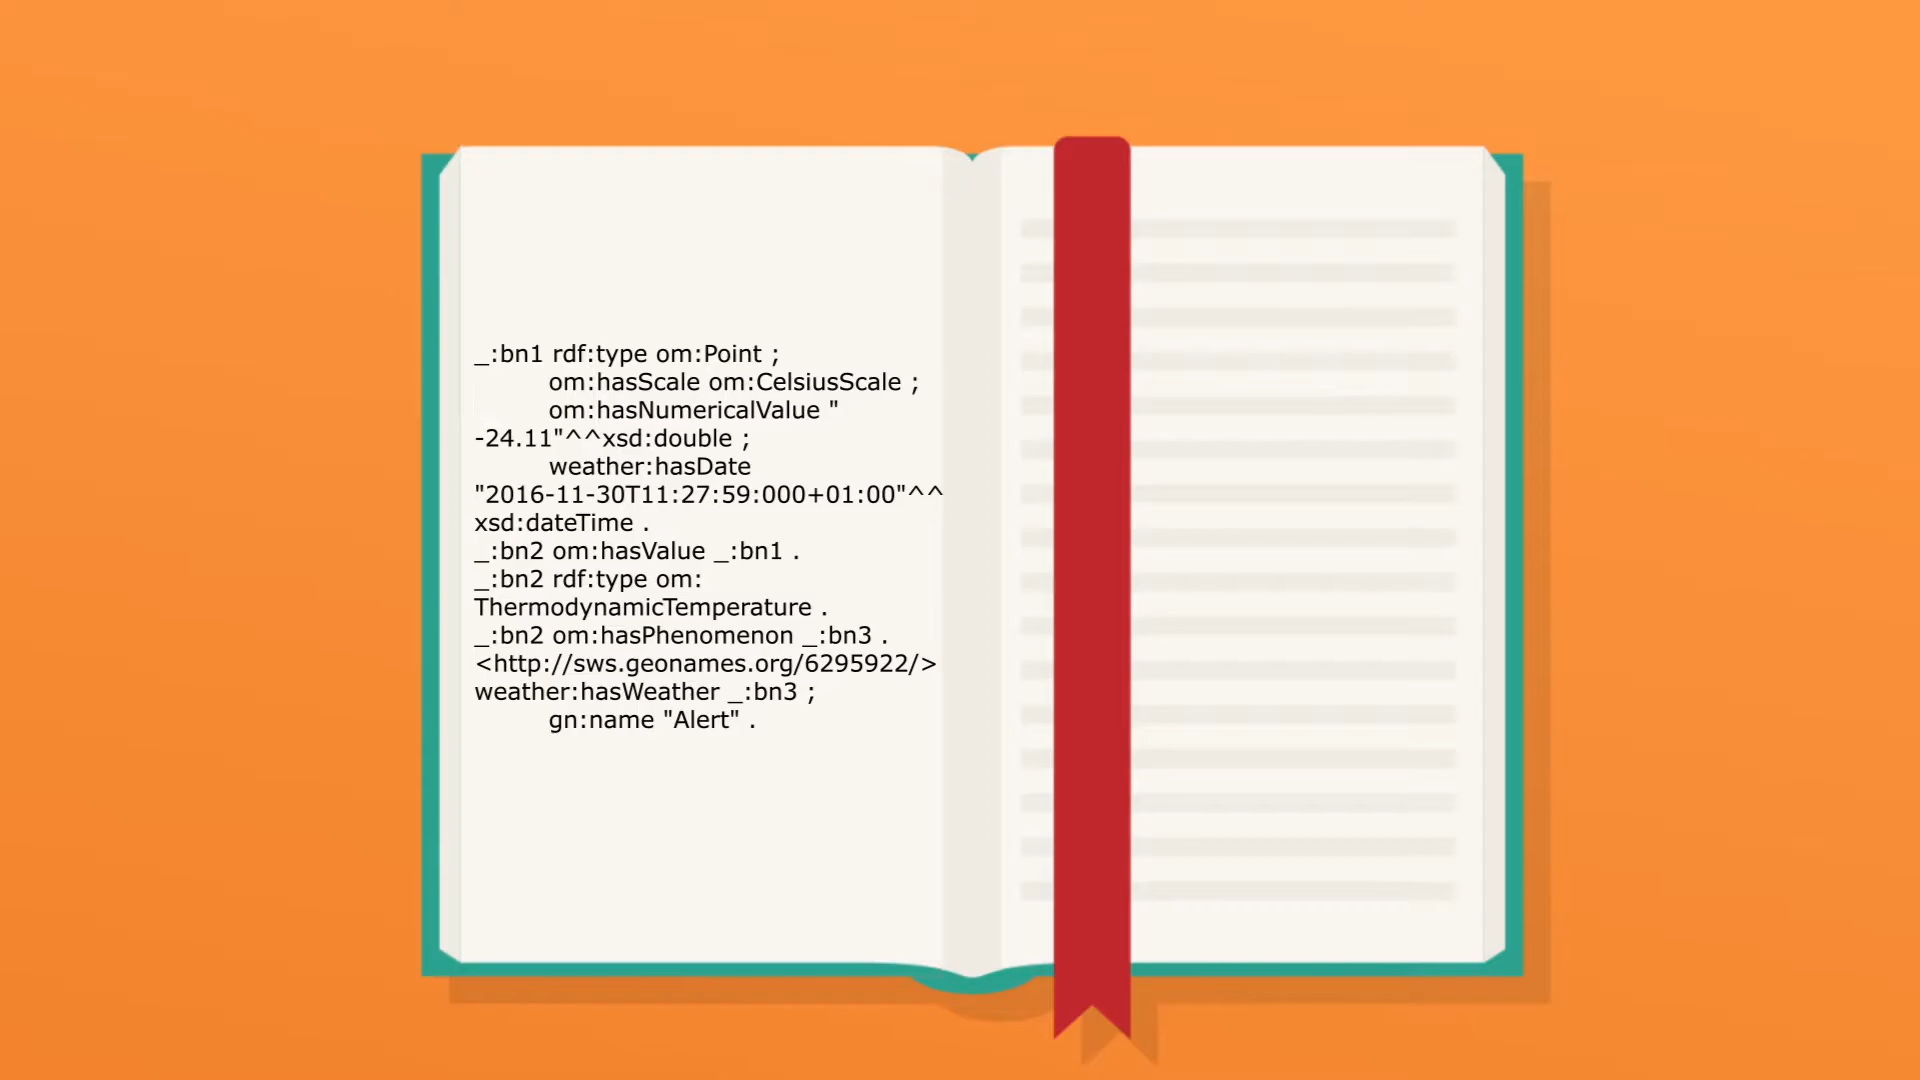 _:bn1 rdf:type om:Point ;
om:hasScale om:CelsiusScale ;
om:hasNumericalValue "
-24.11"^^xsd:double ;
weather:hasDate
"2016-11-30T11:27:59:000+01:00"^^
xsd:dateTime .
_:bn2 om:hasValue _:bn1 .
_:bn2 rdf:type om:
ThermodynamicTemperature .
_:bn2 om:hasPhenomenon _:bn3 .
<http://sws.geonames.org/6295922/>
weather:hasWeather _:bn3 ;
gn:name "Alert" .